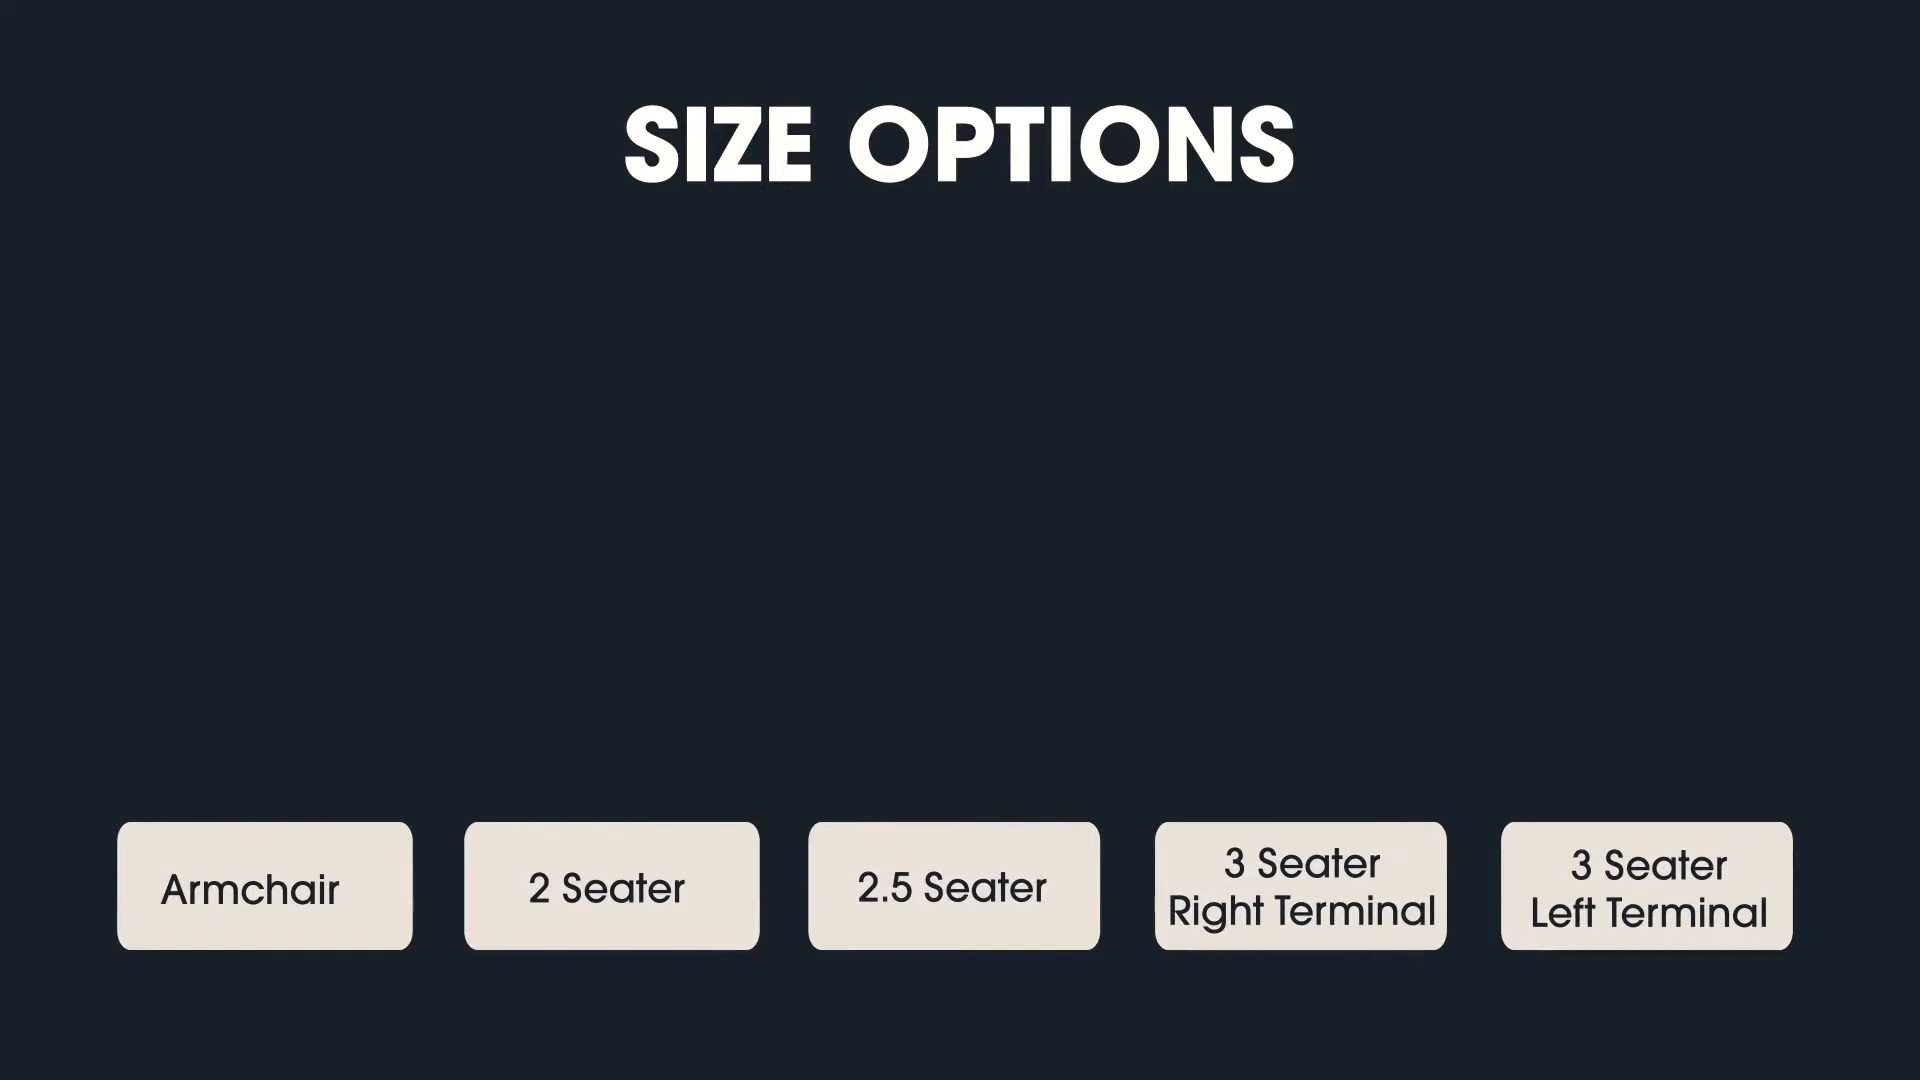 SIZE OPTIONS
Armchair
2 Seater
2.5 Seater
3 Seater
Right Terminal
3 Seater
Left Terminal